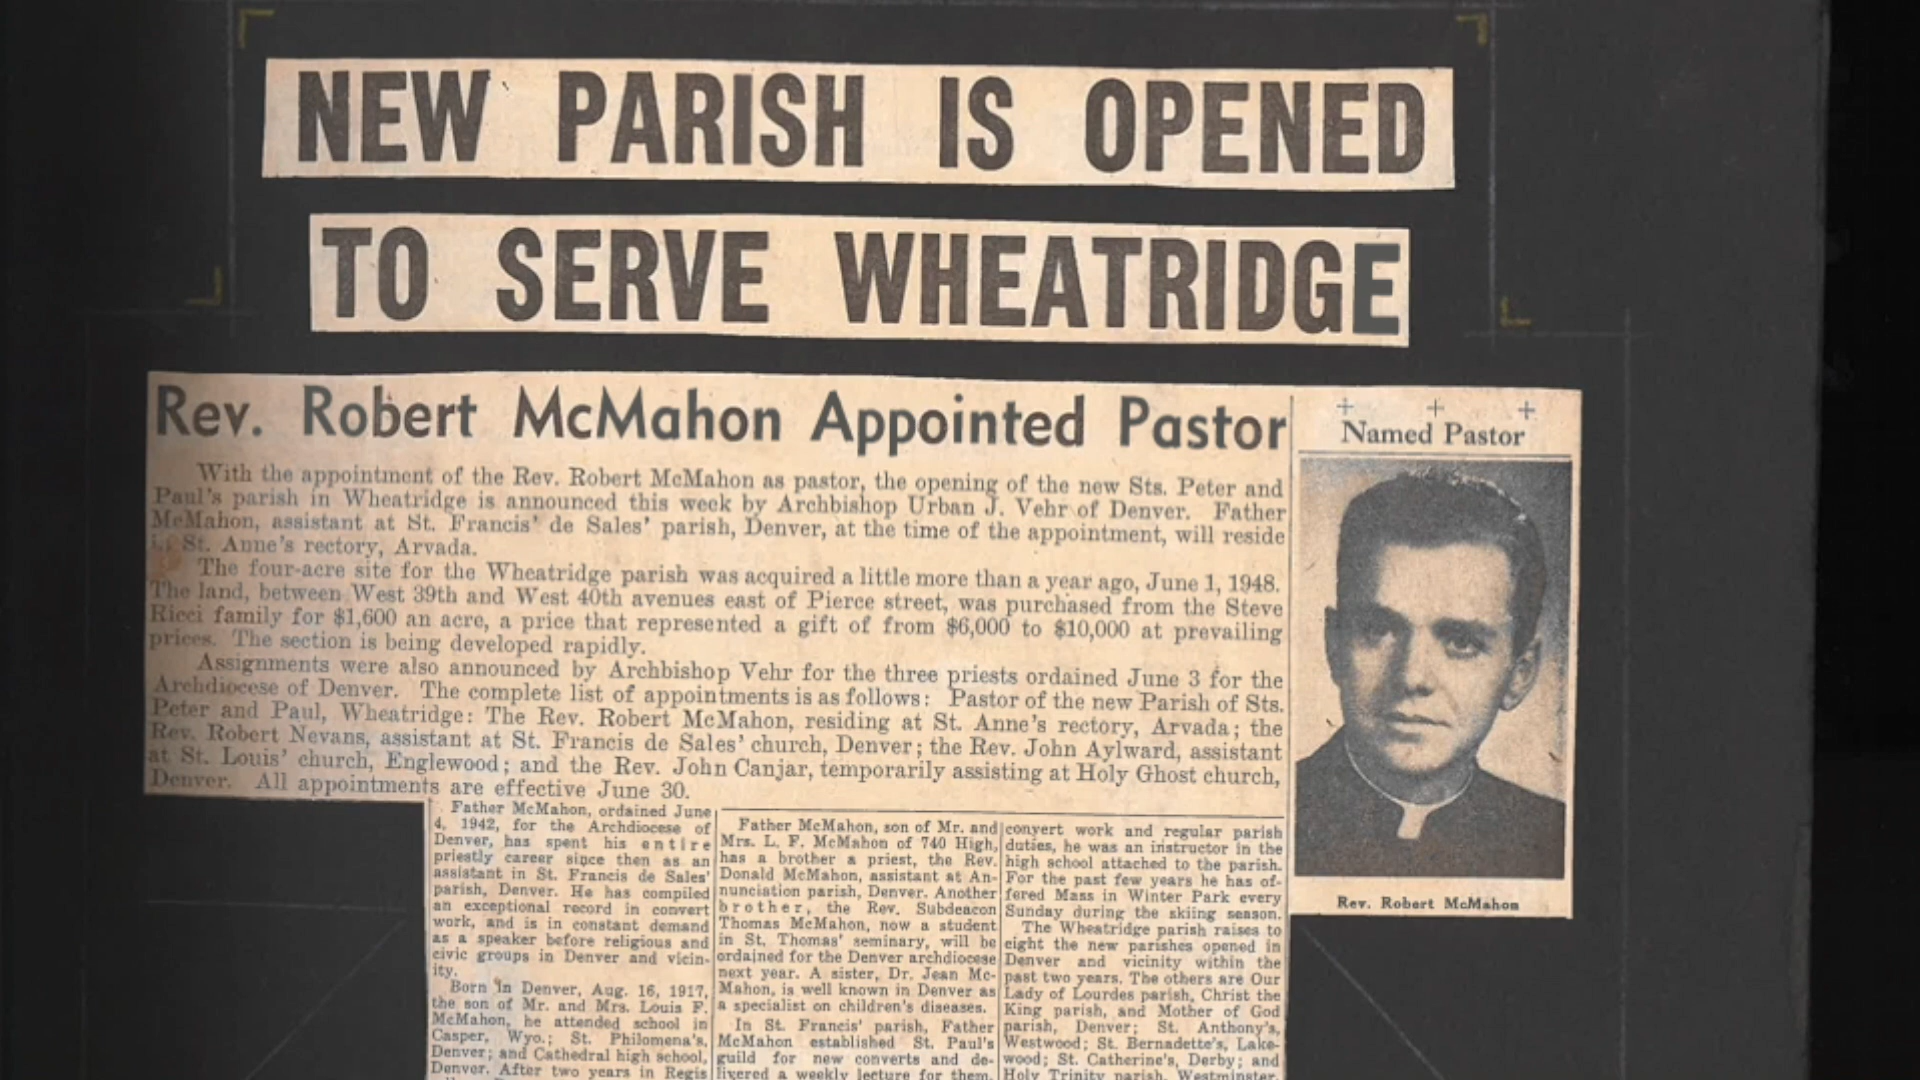 NEW PARISH IS OPENED
TO SERVE WHEATRIDGE
Rev. Robert McMahon Appointed Pastor
With the appointment of the Rev. Robert McMahon as pastor, the opening of the new Sts. Peter and
Paul's parish in Wheatridge is announced this week by Archbishop Urban J. Vehr of Denver. Father
McMahon, assistant at St. Francis' de Sales' parish, Denver, at the time of the appointment, will reside
St. Anne's rectory, Arvada.
The four-acre site for the Wheatridge parish was acquired a little more than a year ago, June 1, 1948.
The land, between West 39th and West 40th avenues east of Pierce street, was purchased from the Steve
Ricci family for $1,600 an acre, a price that represented a gift of from $6,000 to $10,000 at prevailing
prices. The section is being developed rapidly.
Assignments were also announced by Archbishop Vehr for the three priests ordained June 3 for the
Archdiocese of Denver. The complete list of appointments is as follows: Pastor of the new Parish of Sts.
Peter and Paul, Wheatridge: The Rev. Robert McMahon, residing at St. Anne's rectory, Arvada; the
Rev. Robert Nevans, assistant at St. Francis de Sales' church, Denver; the Rev. John Aylward, assistant
at St. Louis' church, Englewood; and the Rev. John Canjar, temporarily assisting at Holy Ghost church,
Denver. All appointments are effective June 30.
Father McMahon, ordained June
4, 1942, for the Archdiocese of
Denver, has spent his entire
priestly career since then as an
assistant in St. Francis de Sales'
parish, Denver. He has compiled
an exceptional record in convert
work, and is in constant demand
as a speaker before religious and
civic groups in Denver and vicin-
ity.
Born in Denver, Aug. 16, 1917,
the son of Mr. and Mrs. Louis F.
McMahon, he attended school in
Casper, Wyo.; St. Philomena's,
Denver; and Cathedral high school,
Denver. After two years in Regis
Father McMahon, son of Mr. and
Mrs. L. F. McMahon of 740 High,
has a brother a priest, the Rev.
Donald McMahon, assistant at An-
nunciation parish, Denver. Another
brother, the Rev. Subdeacon
Thomas McMahon, now a student
in St. Thomas' seminary, will be
ordained for the Denver archdiocese
next year. A sister, Dr. Jean Mc-
Mahon, is well known in Denver as
a specialist on children's diseases.
In St. Francis' parish, Father
McMahon established St. Paul's
guild for new converts and de-
livered a weekly lecture for them.
convert work and regular parish
duties, he was an instructor in the
high school attached to the parish.
For the past few years he has of-
fered Mass in Winter Park every
Sunday during the skiing season.
The Wheatridge parish raises to
eight the new parishes opened in
Denver and vicinity within the
past two years. The others are Our
Lady of Lourdes parish, Christ the
King parish, and Mother of God
parish, Denver; St. Anthony's,
Westwood; St. Bernadette's, Lake-
wood; St. Catherine's, Derby; and
Holy Trinity parish, Westminster.
+ + +
Named Pastor
Rev. Robert McMahon